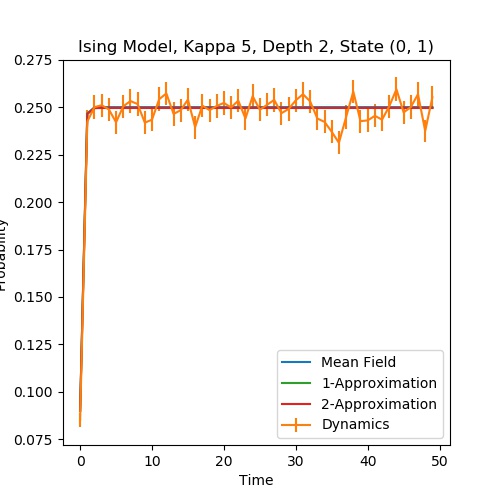 Ising Model, Kappa 5, Depth 2, State (0, 1)
0.275
0.250
0.225
0.200
0.175
0.150
0.125
0.100
0.075
Probability
0
10
20
30
40
50
Time
Mean Field
1-Approximation
2-Approximation
Dynamics